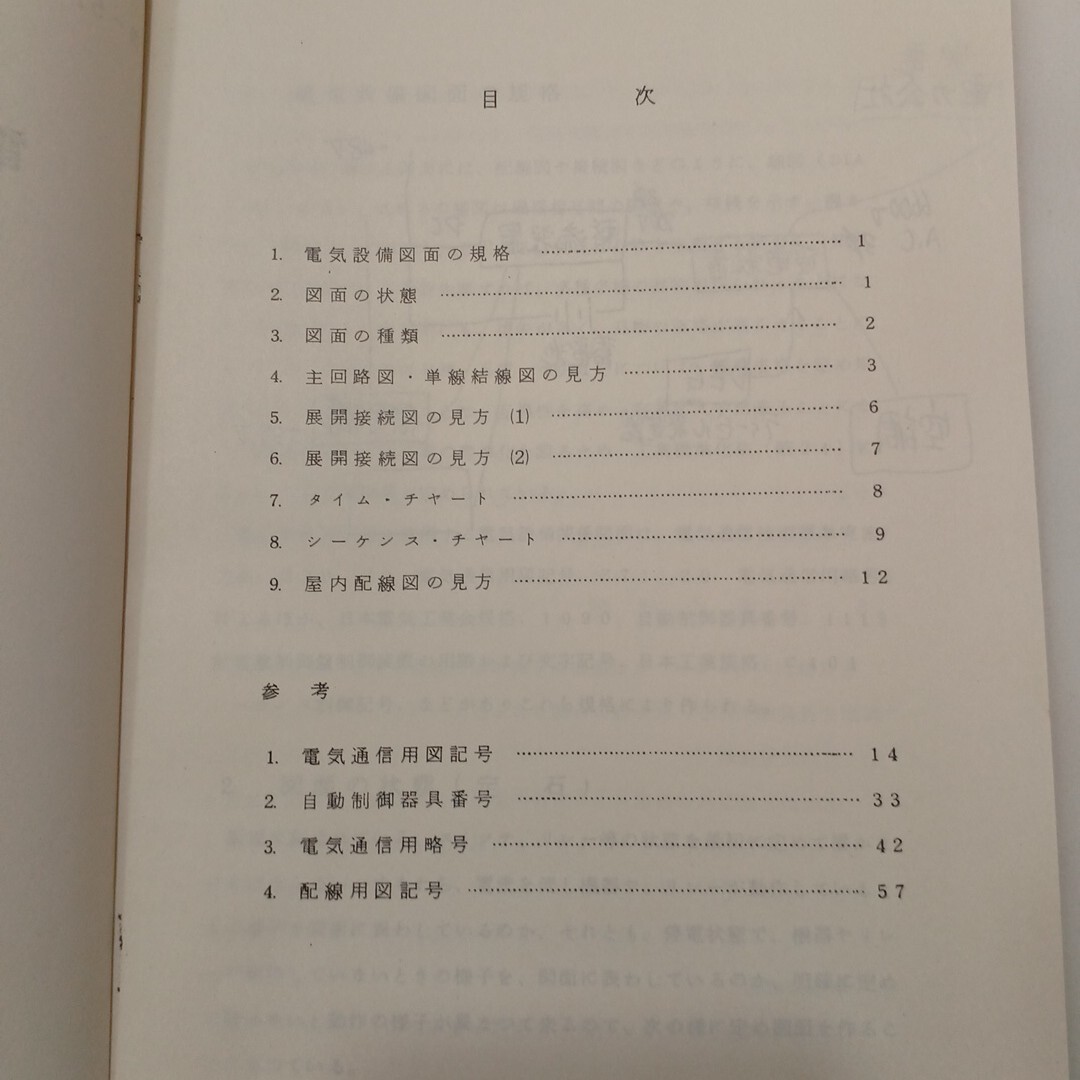 目次
1. 電気設備図面の規格 …… 1
2. 図面の状態 …… 1
3. 図面の種類 …… 2
4. 主回路図・単線結線図の見方 …… 3
5. 展開接続図の見方 (1) …… 6
6. 展開接続図の見方 (2) …… 7
7. タイム・チャート …… 8
8. シーケンス・チャート …… 9
9. 屋内配線図の見方 …… 12
参考
1. 電気通信用図記号 …… 14
2. 自動制御器具番号 …… 33
3. 電気通信用略号 …… 42
4. 配線用図記号 …… 57